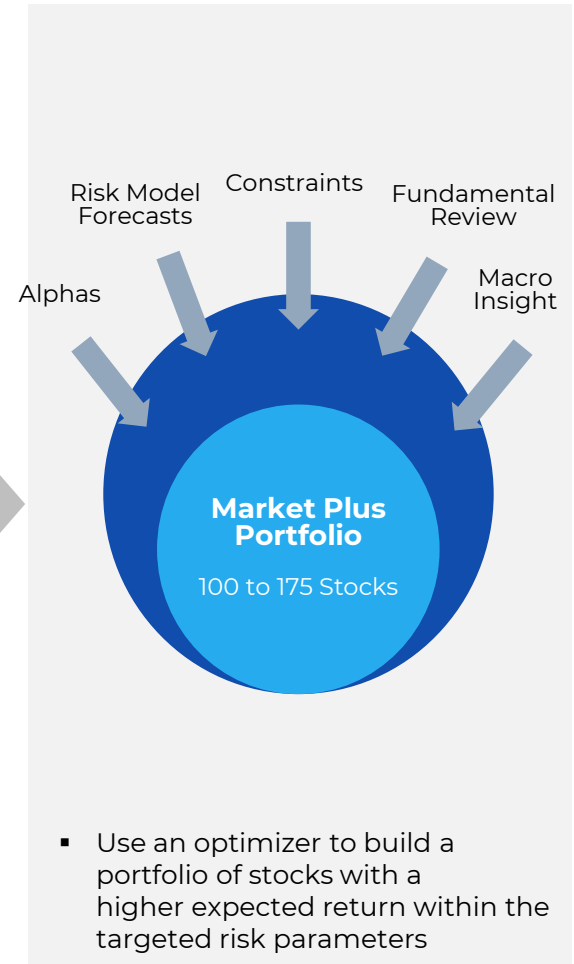 Constraints
Risk Model
Forecasts
Fundamental
Review
Alphas
Macro
Insight
Market Plus
Portfolio
100 to 175 Stocks
▪ Use an optimizer to build a
portfolio of stocks with a
higher expected return within the
targeted risk parameters